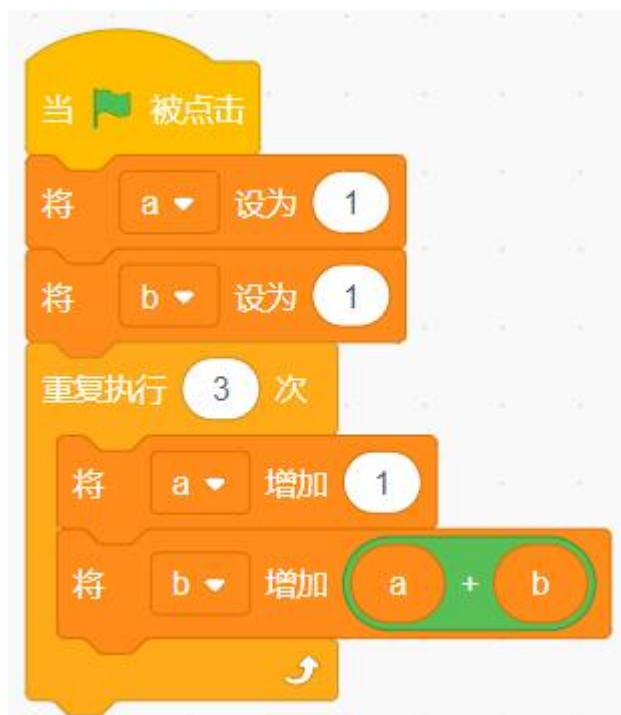 当 被点击
将 a 设为 1
将 b 设为 1
重复执行 3 次
将 a 增加 1
将 b 增加 a + b